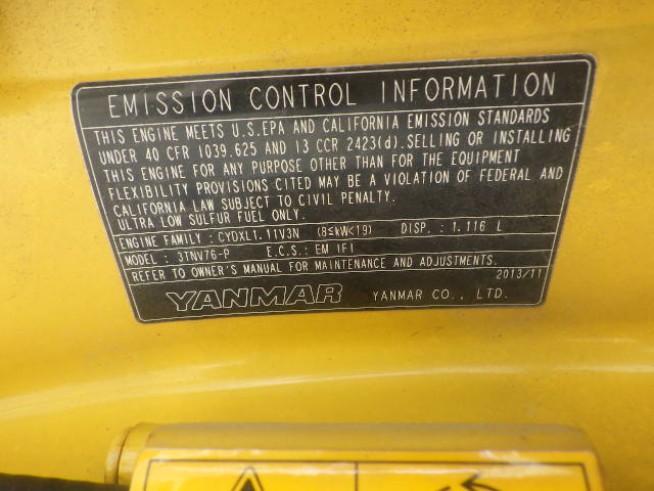 EMISSION CONTROL INFORMATION
THIS ENGINE MEETS U.S.EPA AND CALIFORNIA EMISSION STANDARDS
UNDER 40 CFR 1039.625 AND 13 CCR 2423(d). SELLING OR INSTALLING
THIS ENGINE FOR ANY PURPOSE OTHER THAN FOR THE EQUIPMENT
FLEXIBILITY PROVISIONS CITED MAY BE A VIOLATION OF FEDERAL AND
CALIFORNIA LAW SUBJECT TO CIVIL PENALTY.
ULTRA LOW SULFUR FUEL ONLY.
ENGINE FAMILY : CYDXL1.11V3N (8≤kW<19) DISP. : 1.116 L
MODEL : 3TNV76-P E.C.S.: EM IFI
REFER TO OWNER'S MANUAL FOR MAINTENANCE AND ADJUSTMENTS.
2013/11
YANMAR YANMAR CO., LTD.